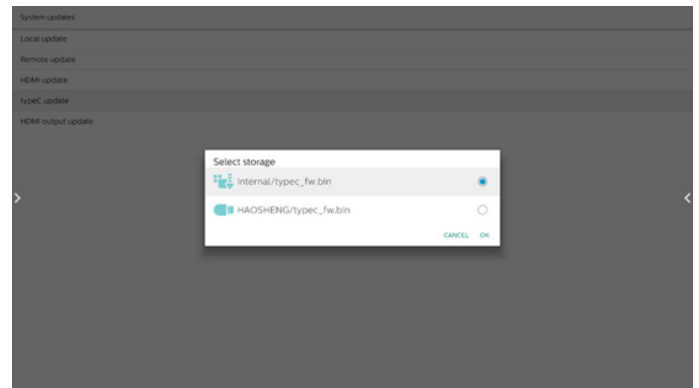 System updates
Local update
Remote update
HDMI update
typeC update
HDMI output update
Select storage
internal/typec_fw.bin
HAOSHENG/typec_fw.bin
CANCEL OK